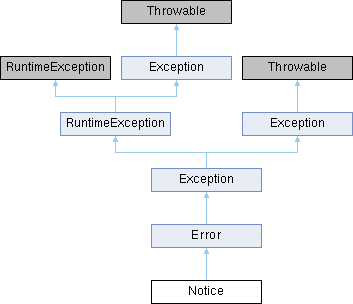 Throwable
RuntimeException
Exception
Throwable
RuntimeException
Exception
Exception
Error
Notice